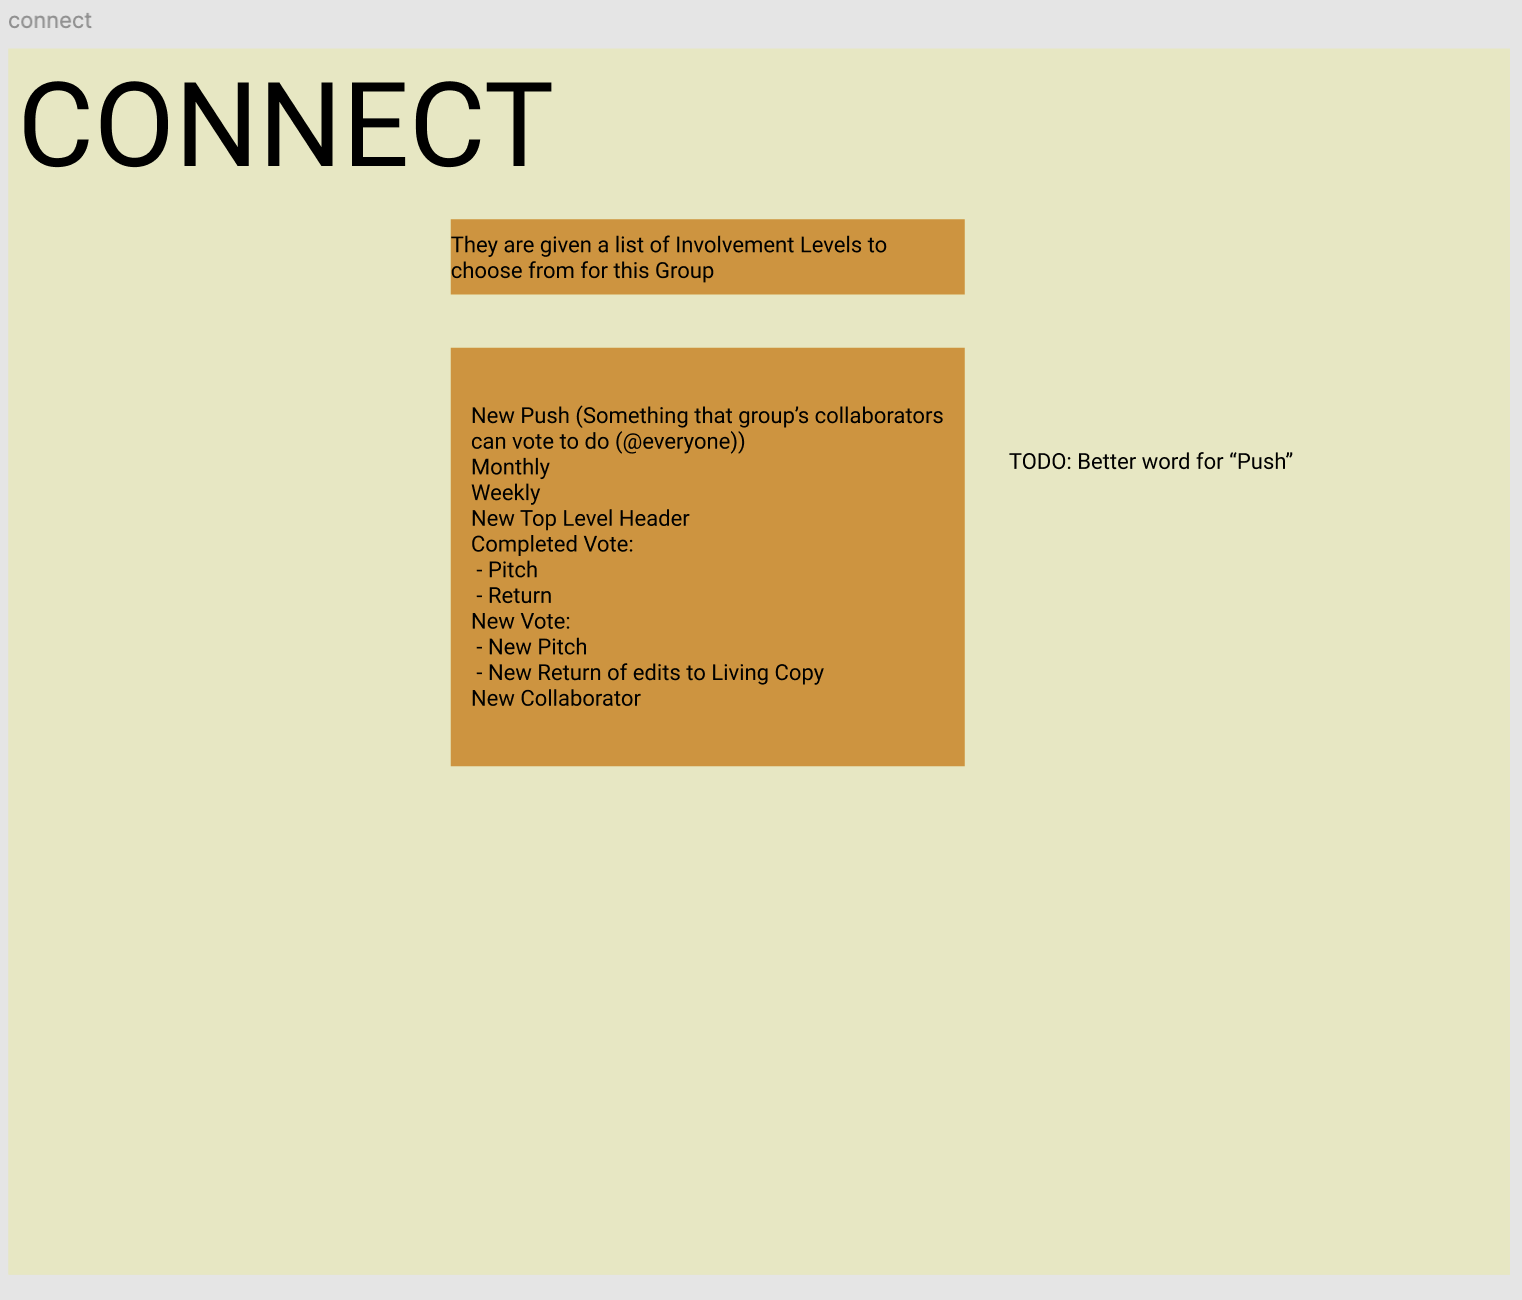 connect
CONNECT
They are given a list of Involvement Levels to
choose from for this Group
New Push (Something that group’s collaborators
can vote to do (@everyone))
Monthly
Weekly
New Top Level Header
Completed Vote:
- Pitch
- Return
New Vote:
- New Pitch
- New Return of edits to Living Copy
New Collaborator
TODO: Better word for “Push”